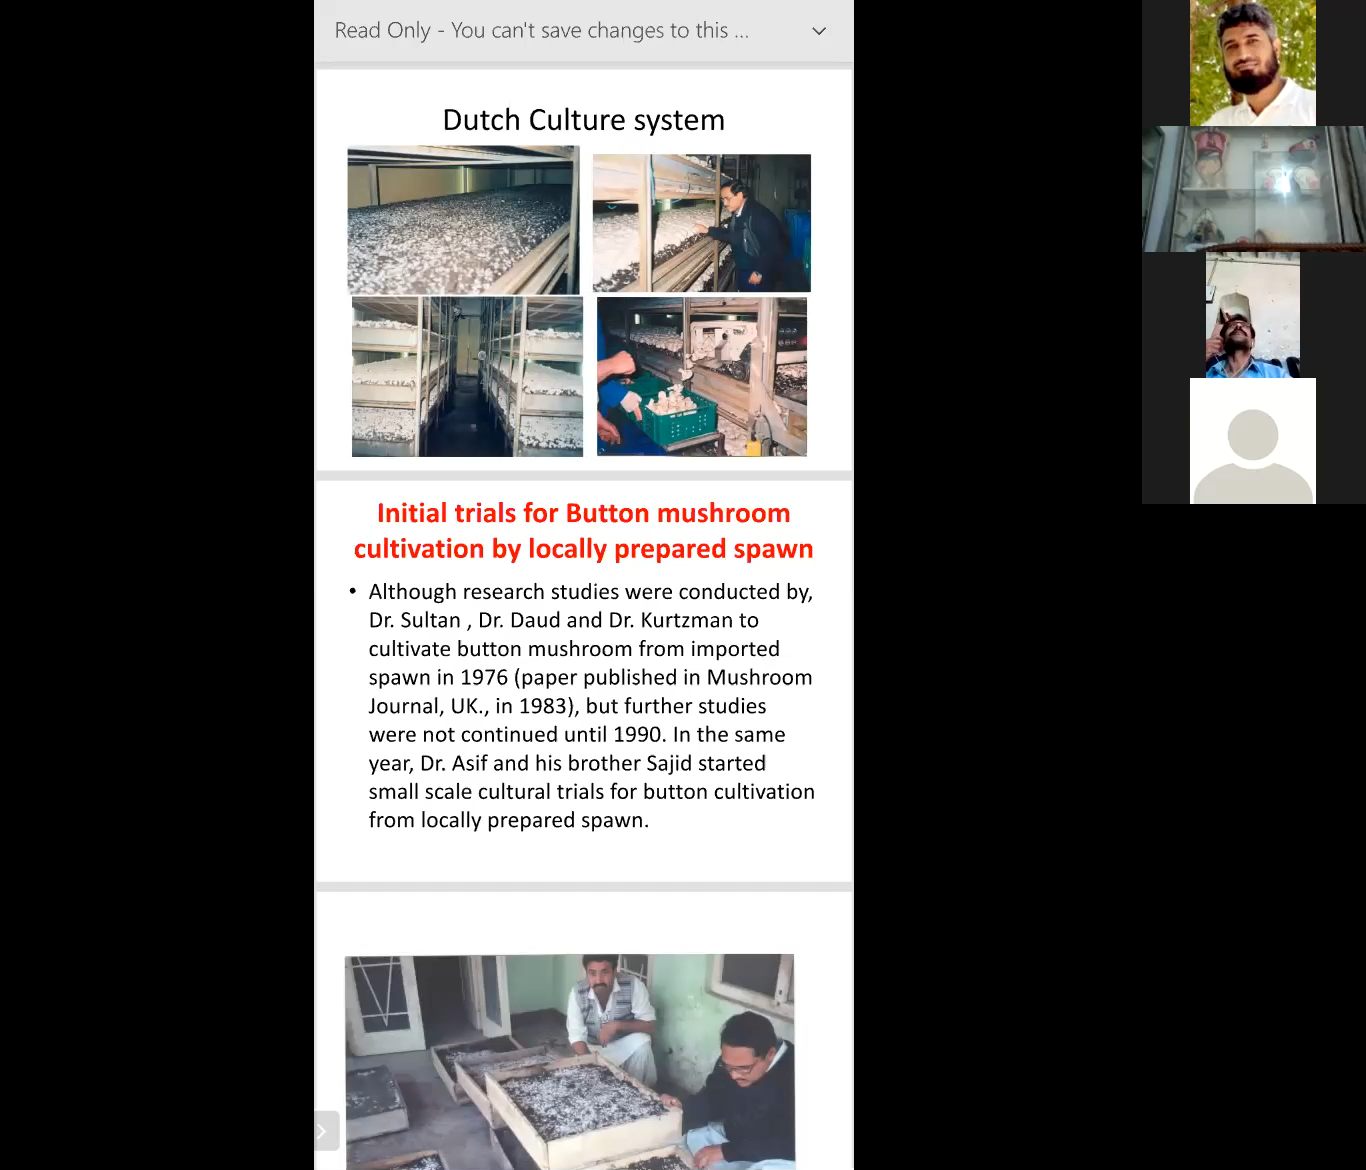 Read Only - You can't save changes to this ...
Dutch Culture system
Initial trials for Button mushroom
cultivation by locally prepared spawn
• Although research studies were conducted by,
Dr. Sultan , Dr. Daud and Dr. Kurtzman to
cultivate button mushroom from imported
spawn in 1976 (paper published in Mushroom
Journal, UK., in 1983), but further studies
were not continued until 1990. In the same
year, Dr. Asif and his brother Sajid started
small scale cultural trials for button cultivation
from locally prepared spawn.